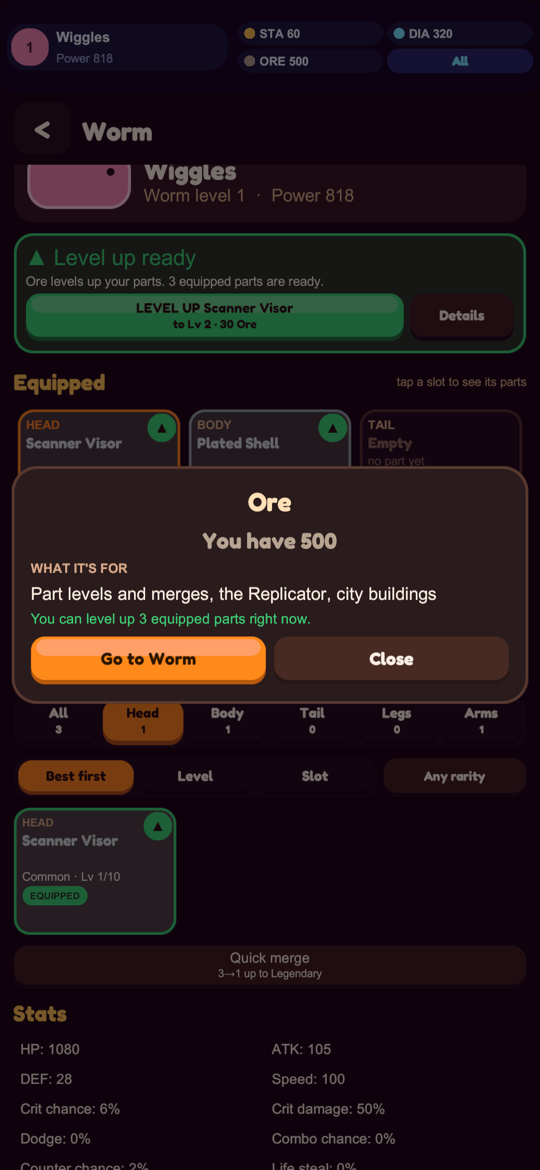 1
Wiggles
Power 818
STA 60
DIA 320
ORE 500
All
<
Worm
Wiggles
Worm level 1 · Power 818
▲ Level up ready
Ore levels up your parts. 3 equipped parts are ready.
LEVEL UP Scanner Visor
to Lv 2 · 30 Ore
Details
Equipped
tap a slot to see its parts
HEAD
Scanner Visor
▲
BODY
Plated Shell
▲
TAIL
Empty
no part yet
Ore
You have 500
WHAT IT'S FOR
Part levels and merges, the Replicator, city buildings
You can level up 3 equipped parts right now.
Go to Worm
Close
All
3
Head
1
Body
1
Tail
0
Legs
0
Arms
1
Best first
Level
Slot
Any rarity
HEAD
Scanner Visor
▲
Common · Lv 1/10
EQUIPPED
Quick merge
3→1 up to Legendary
Stats
HP: 1080
ATK: 105
DEF: 28
Speed: 100
Crit chance: 6%
Crit damage: 50%
Dodge: 0%
Combo chance: 0%
Counter chance: 2%
Life steal: 0%